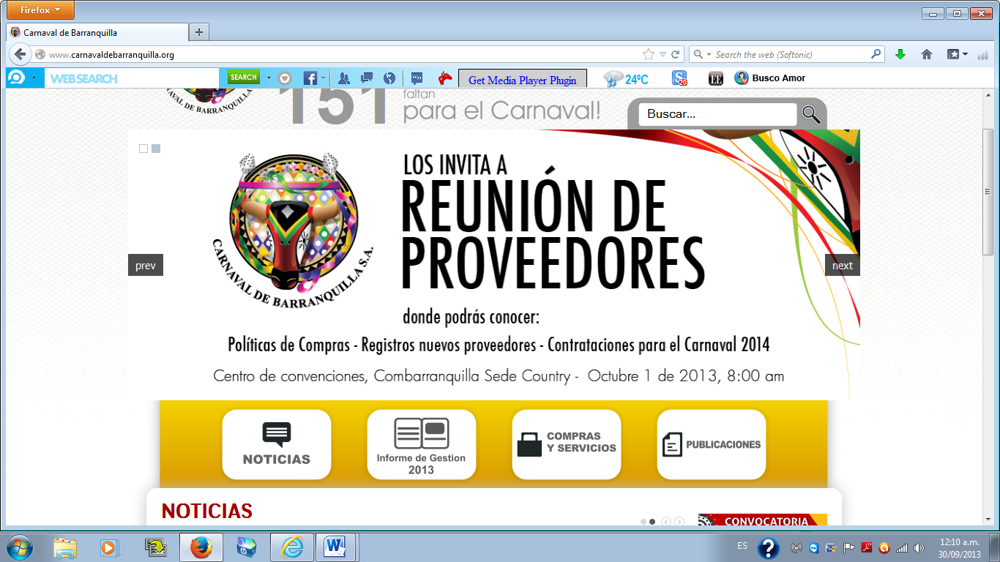 Firefox
Carnaval de Barranquilla
www.carnavaldebarranquilla.org
Search the web (Softonic)
WEB SEARCH
SEARCH
Get Media Player Plugin
24ºC
20
EE
Busco Amor
CARNAVAL DE BARRANQUILLA
151
faltan
para el Carnaval!
Buscar...
LOS INVITA A
REUNIÓN DE
PROVEEDORES
CARNAVAL DE BARRANQUILLA S.A.
prev
next
donde podrás conocer:
Políticas de Compras - Registros nuevos proveedores - Contrataciones para el Carnaval 2014
Centro de convenciones, Combarranquilla Sede Country - Octubre 1 de 2013, 8:00 am
NOTICIAS
Informe de Gestion
2013
COMPRAS
Y SERVICIOS
PUBLICACIONES
NOTICIAS
CONVOCATORIA
ES
12:10 a.m.
30/09/2013